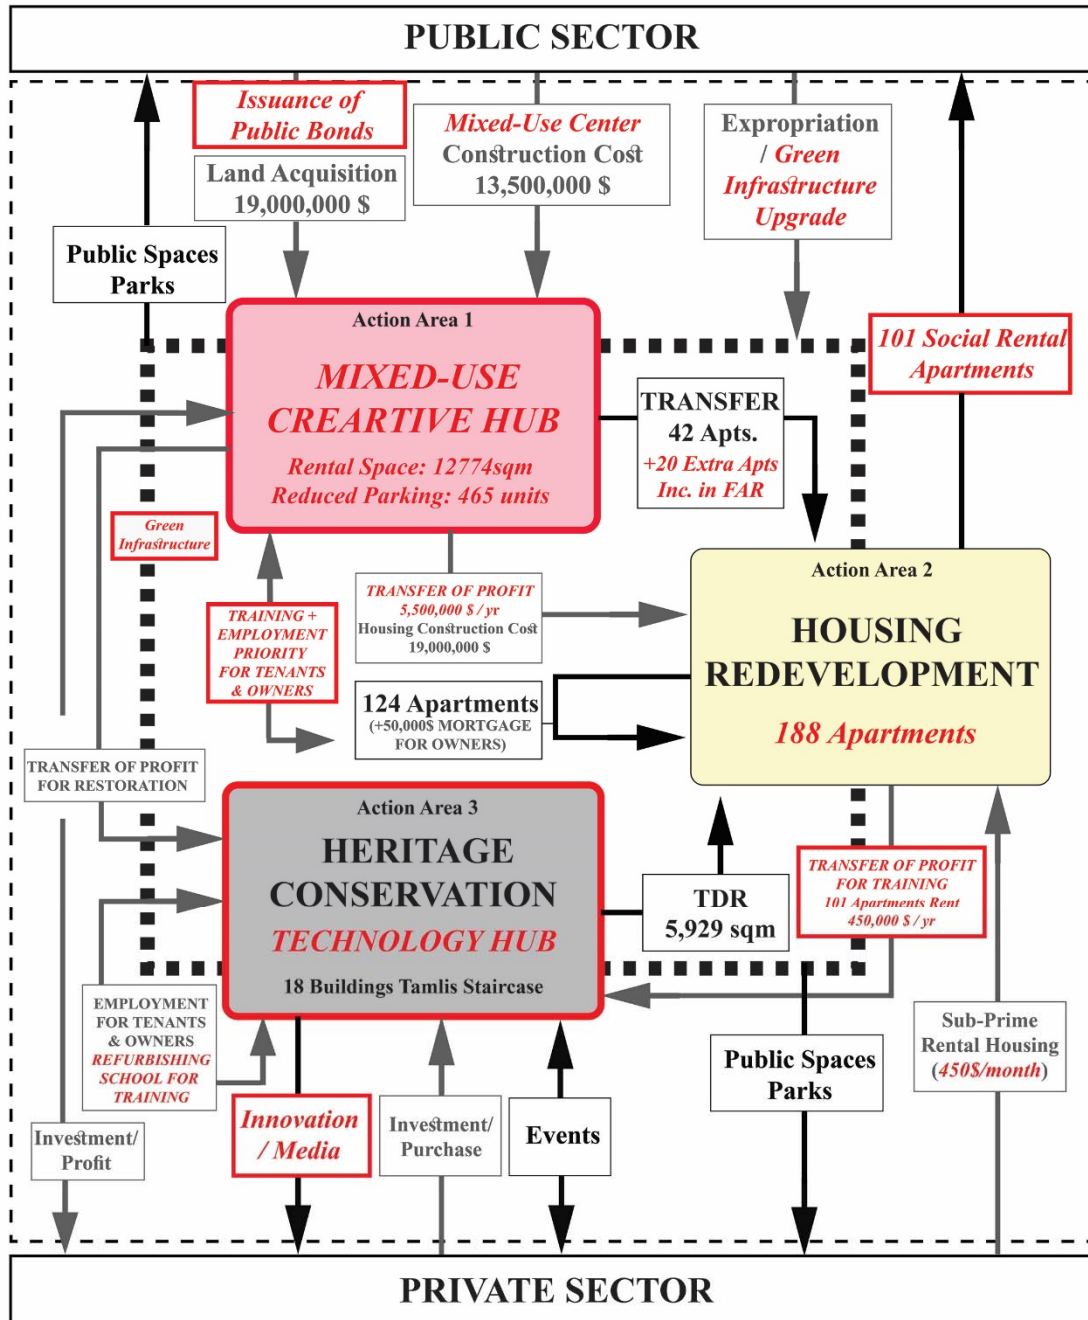 PUBLIC SECTOR
Issuance of
Public Bonds
Land Acquisition
19,000,000 $
Mixed-Use Center
Construction Cost
13,500,000 $
Expropriation
/ Green
Infrastructure
Upgrade
Public Spaces
Parks
101 Social Rental
Apartments
Action Area 1
MIXED-USE
CREARTIVE HUB
Rental Space: 12774sqm
Reduced Parking: 465 units
TRANSFER
42 Apts.
+20 Extra Apts
Inc. in FAR
Green
Infrastructure
TRAINING +
EMPLOYMENT
PRIORITY
FOR TENANTS
& OWNERS
TRANSFER OF PROFIT
5,500,000 $ / yr
Housing Construction Cost
19,000,000 $
Action Area 2
HOUSING
REDEVELOPMENT
188 Apartments
124 Apartments
(+50,000$ MORTGAGE
FOR OWNERS)
TRANSFER OF PROFIT
FOR RESTORATION
Action Area 3
HERITAGE
CONSERVATION
TECHNOLOGY HUB
18 Buildings Tamlis Staircase
TDR
5,929 sqm
TRANSFER OF PROFIT
FOR TRAINING
101 Apartments Rent
450,000 $ / yr
EMPLOYMENT
FOR TENANTS
& OWNERS
REFURBISHING
SCHOOL FOR
TRAINING
Sub-Prime
Rental Housing
(450$/month)
Public Spaces
Parks
Investment/
Profit
Innovation
/ Media
Investment/
Purchase
Events
PRIVATE SECTOR